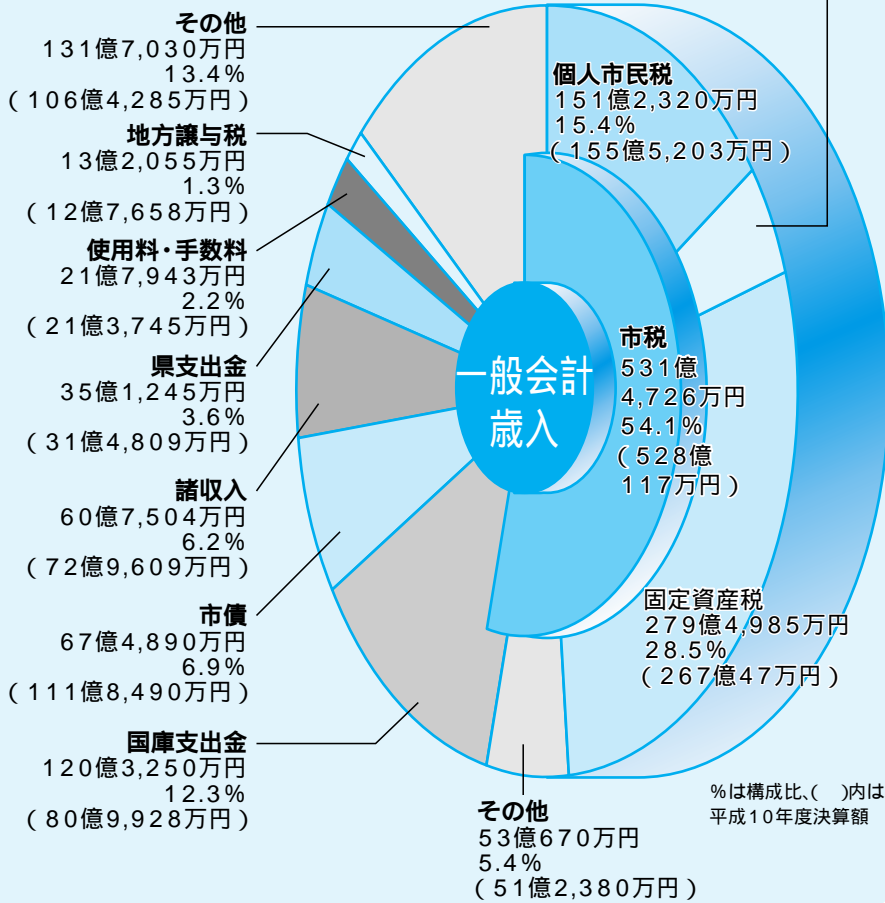 その他
131億7,030万円
13.4%
(106億4,285万円)
地方譲与税
13億2,055万円
1.3%
(12億7,658万円)
使用料・手数料
21億7,943万円
2.2%
(21億3,745万円)
県支出金
35億1,245万円
3.6%
(31億4,809万円)
諸収入
60億7,504万円
6.2%
(72億9,609万円)
市債
67億4,890万円
6.9%
(111億8,490万円)
国庫支出金
120億3,250万円
12.3%
(80億9,928万円)
一般会計
歳入
個人市民税
151億2,320万円
15.4%
(155億5,203万円)
市税
531億
4,726万円
54.1%
(528億
117万円)
固定資産税
279億4,985万円
28.5%
(267億47万円)
その他
53億670万円
5.4%
(51億2,380万円)
%は構成比、( )内は
平成10年度決算額